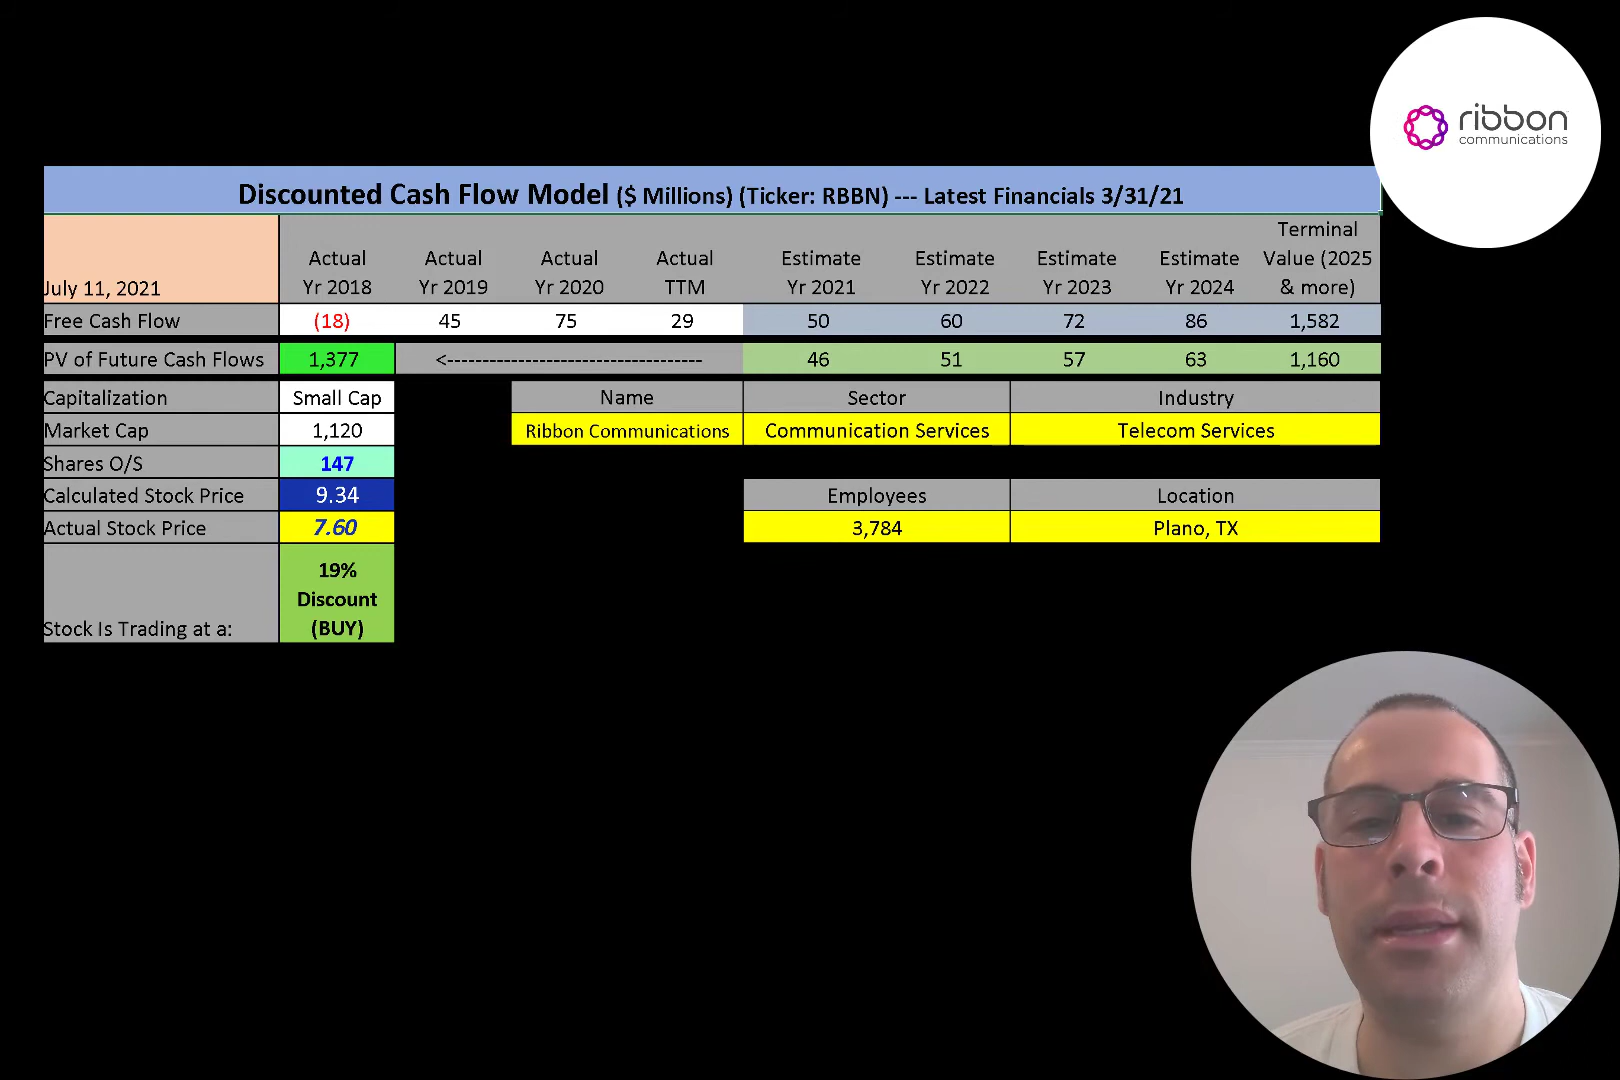 ribbon
communications
Discounted Cash Flow Model ($ Millions) (Ticker: RBBN) --- Latest Financials 3/31/21
July 11, 2021 Actual Yr 2018 Actual Yr 2019 Actual Yr 2020 Actual TTM Estimate Yr 2021 Estimate Yr 2022 Estimate Yr 2023 Estimate Yr 2024 Terminal Value (2025 & more)
Free Cash Flow (18) 45 75 29 50 60 72 86 1,582
PV of Future Cash Flows 1,377 <------------------------------------ 46 51 57 63 1,160
Capitalization Small Cap Name Sector Industry
Market Cap 1,120 Ribbon Communications Communication Services Telecom Services
Shares O/S 147
Calculated Stock Price 9.34 Employees Location
Actual Stock Price 7.60 3,784 Plano, TX
19%
Discount
Stock Is Trading at a: (BUY)